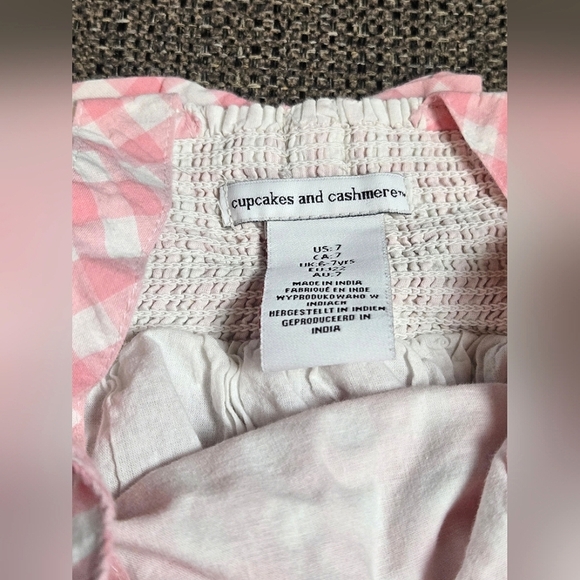 cupcakes and cashmere™
US: 7
CA: 7
UK: 6-7yrs
EU: 122
AU: 7
MADE IN INDIA
FABRIQUÉ EN INDE
WYPRODUKOWANO W
INDIACH
HERGESTELLT IN INDIEN
GEPRODUCEERD IN
INDIA